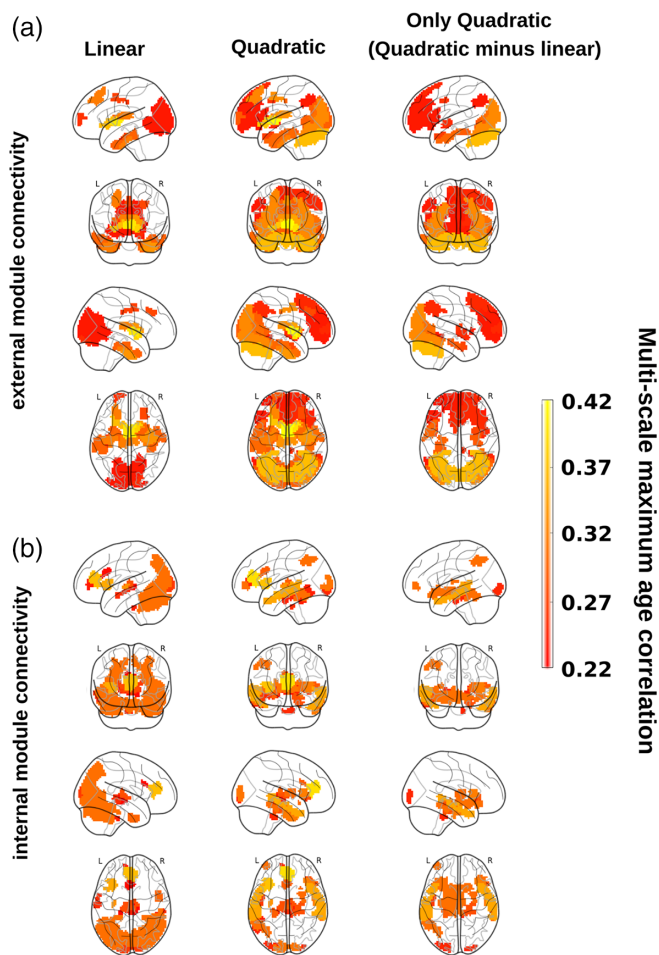 (a)
Linear
Quadratic
Only Quadratic
(Quadratic minus linear)
external module connectivity
L R
L R
L R
L R
L R
L R
(b)
internal module connectivity
L R
L R
L R
L R
L R
L R
0.42
0.37
0.32
0.27
0.22
Multi-scale maximum age correlation